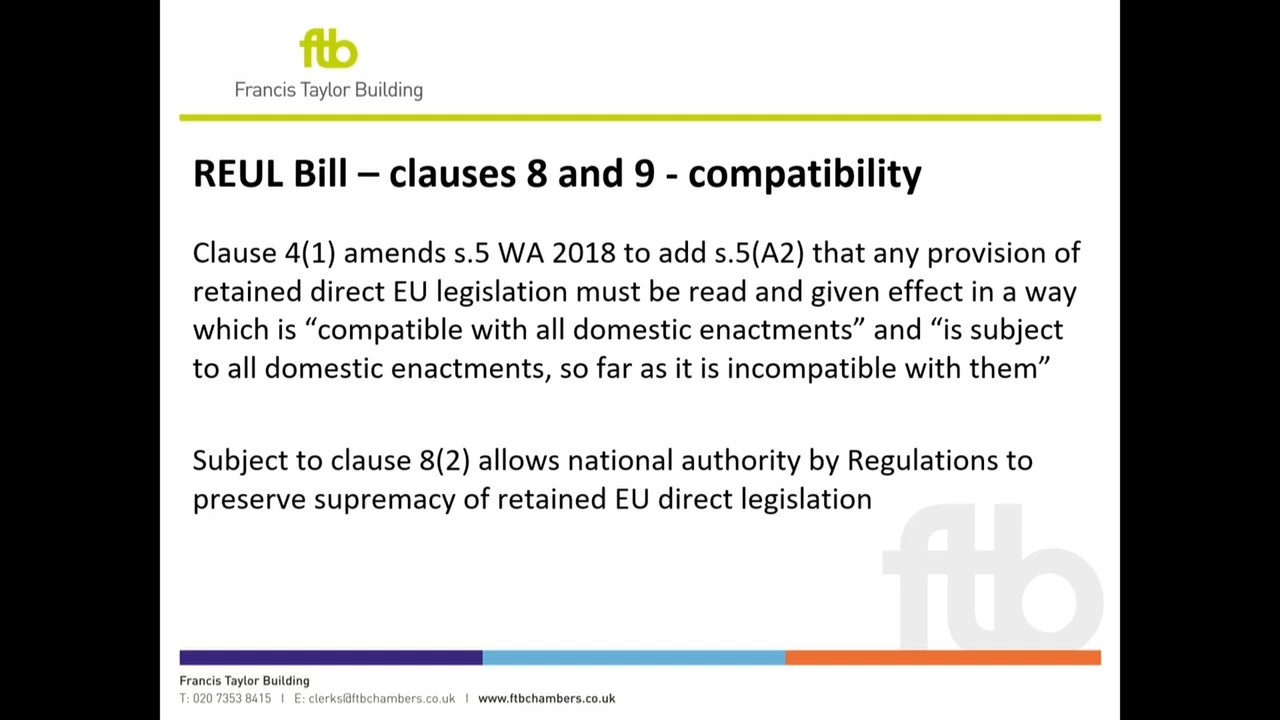 ftb
Francis Taylor Building
REUL Bill – clauses 8 and 9 - compatibility
Clause 4(1) amends s.5 WA 2018 to add s.5(A2) that any provision of
retained direct EU legislation must be read and given effect in a way
which is “compatible with all domestic enactments” and “is subject
to all domestic enactments, so far as it is incompatible with them”
Subject to clause 8(2) allows national authority by Regulations to
preserve supremacy of retained EU direct legislation
ftb
Francis Taylor Building
T: 020 7353 8415 I E: clerks@ftbchambers.co.uk I www.ftbchambers.co.uk